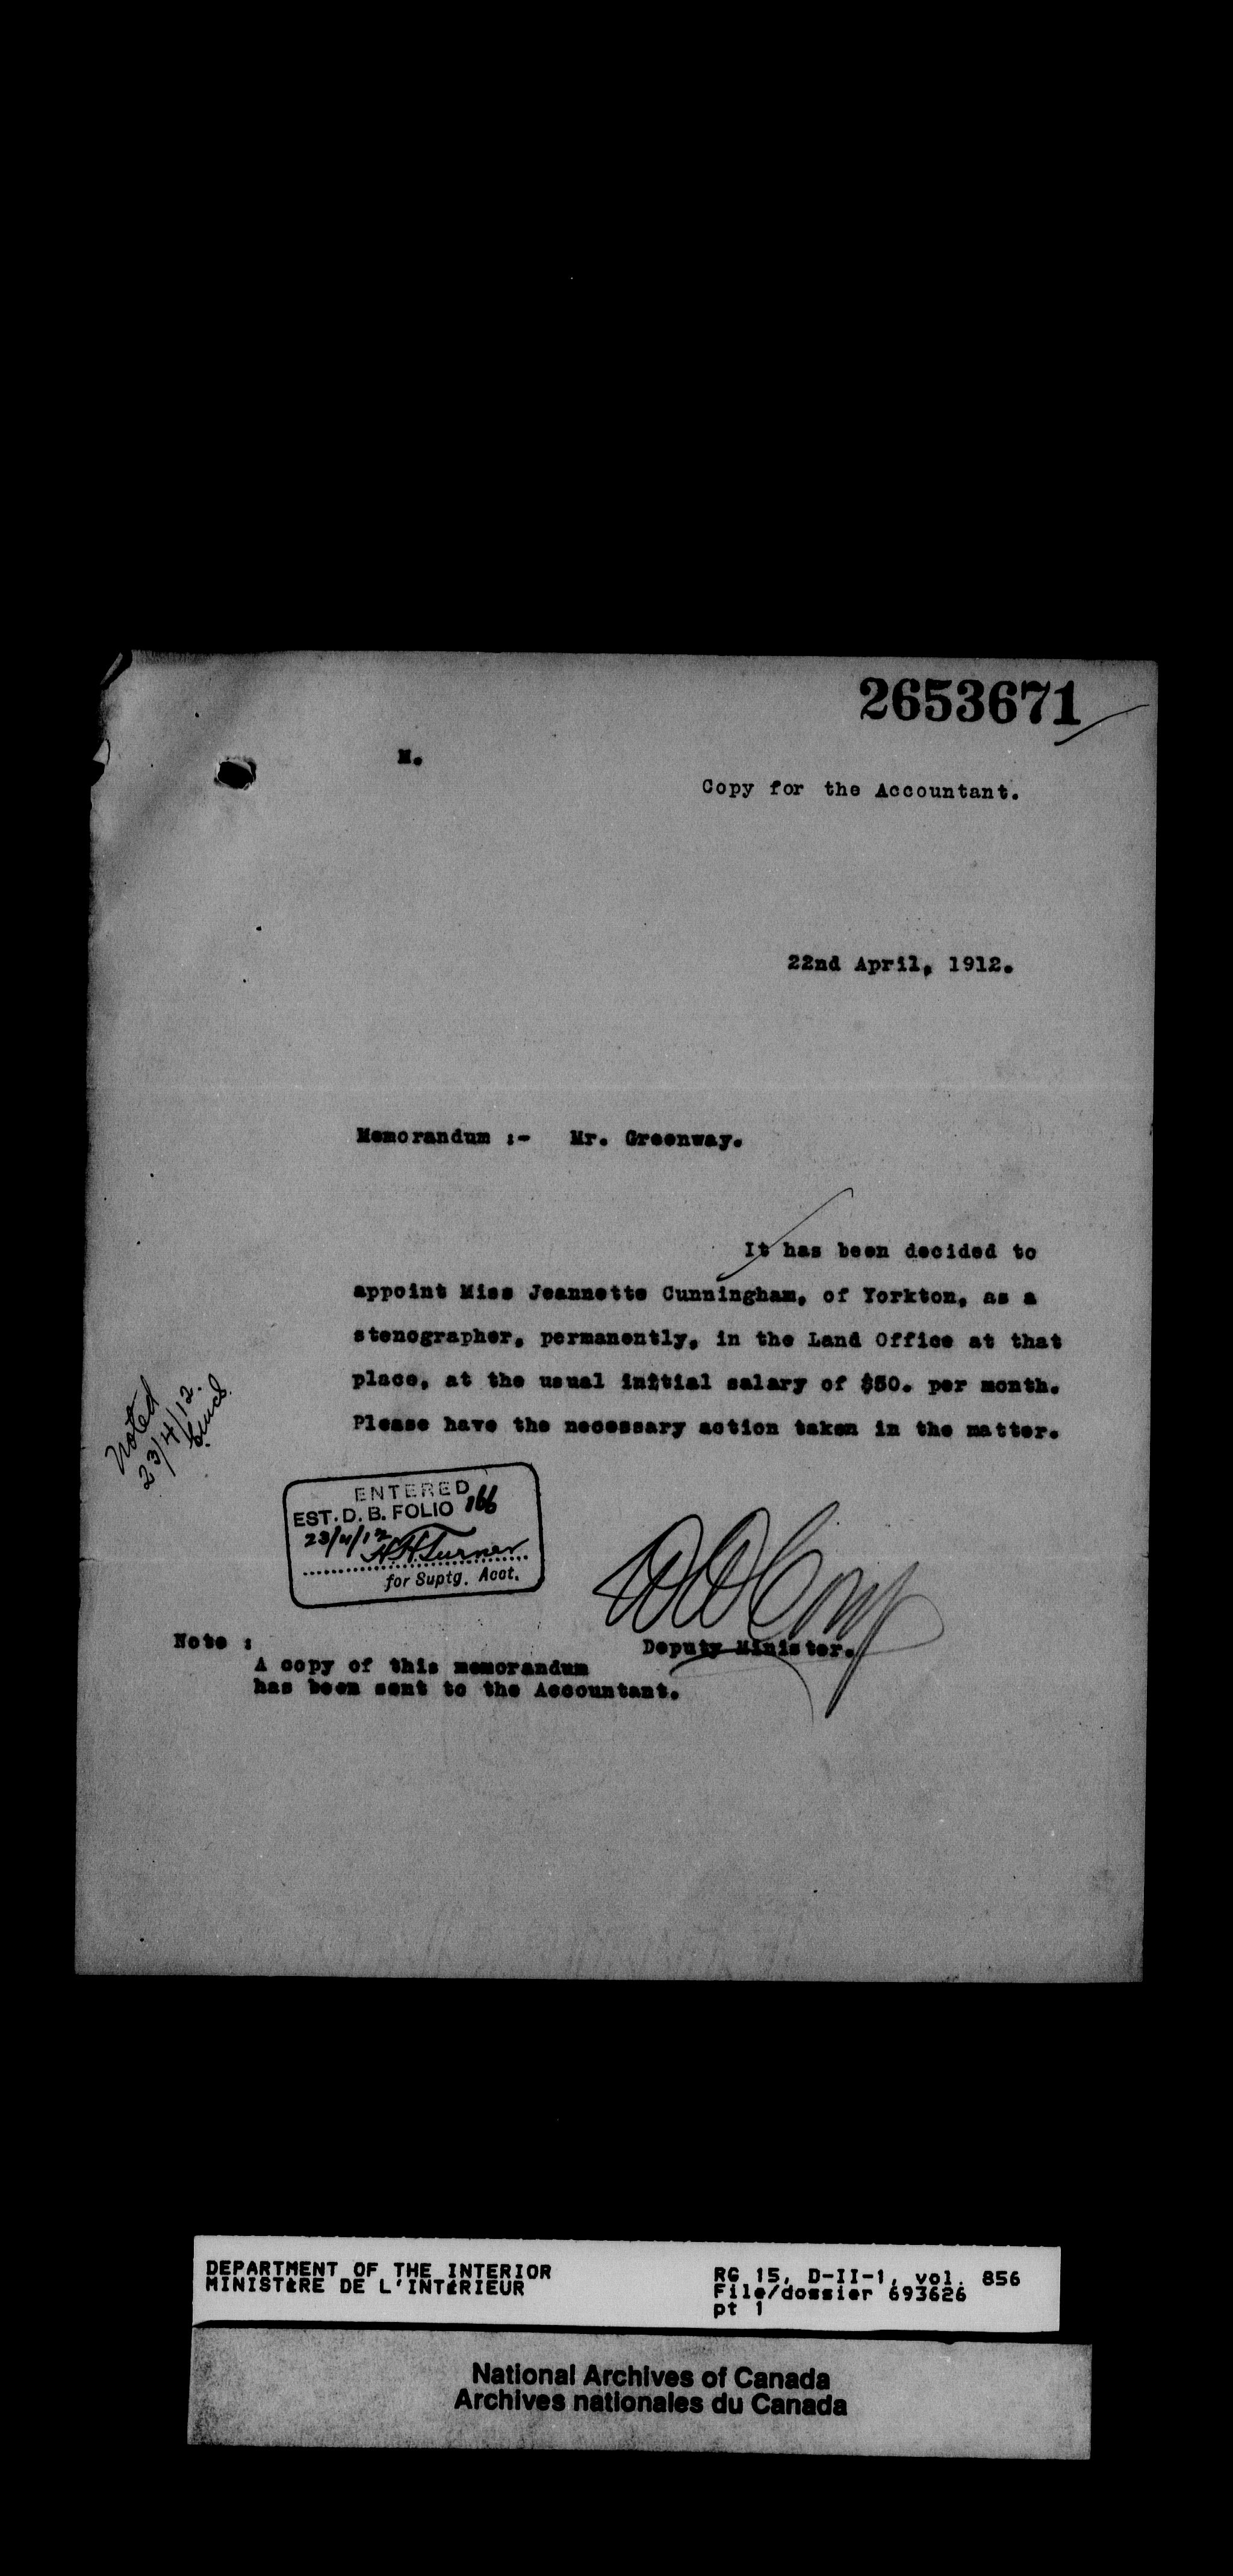 2653671
M.
Copy for the Accountant.
22nd April, 1912.
Memorandum :- Mr. Greenway.
It has been decided to
appoint Miss Jeannette Cunningham, of Yorkton, as a
stenographer, permanently, in the Land Office at that
place, at the usual initial salary of $50. per month.
Please have the necessary action taken in the matter.
Noted
23/4/12.
ENTERED
EST. D. B. FOLIO 166
23/4/12
H.H. Turner
for Suptg. Acct.
Deputy Minister.
Note :
A copy of this memorandum
has been sent to the Accountant.
DEPARTMENT OF THE INTERIOR
MINISTÈRE DE L'INTÉRIEUR
RG 15, D-II-1, vol. 856
File/dossier 693626
pt 1
National Archives of Canada
Archives nationales du Canada